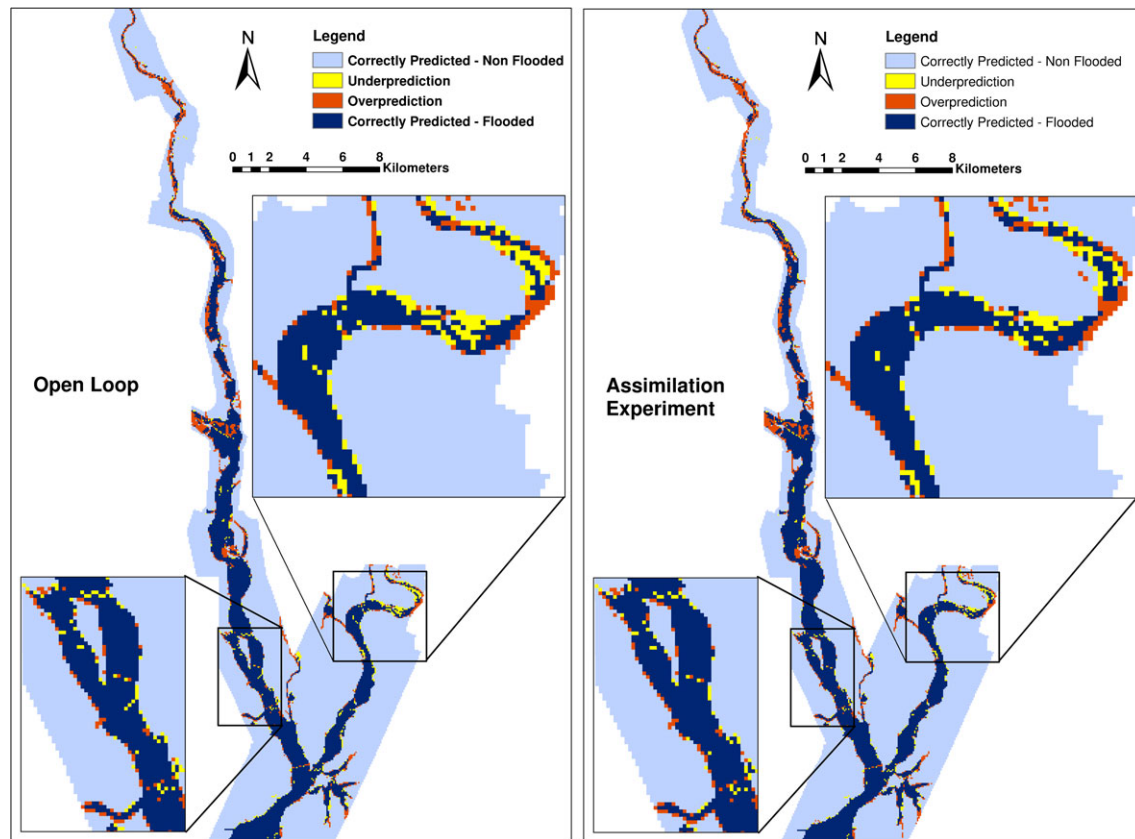 N
Legend
Correctly Predicted - Non Flooded
Underprediction
Overprediction
Correctly Predicted - Flooded
0 1 2 4 6 8
Kilometers
Open Loop
N
Legend
Correctly Predicted - Non Flooded
Underprediction
Overprediction
Correctly Predicted - Flooded
0 1 2 4 6 8
Kilometers
Assimilation
Experiment